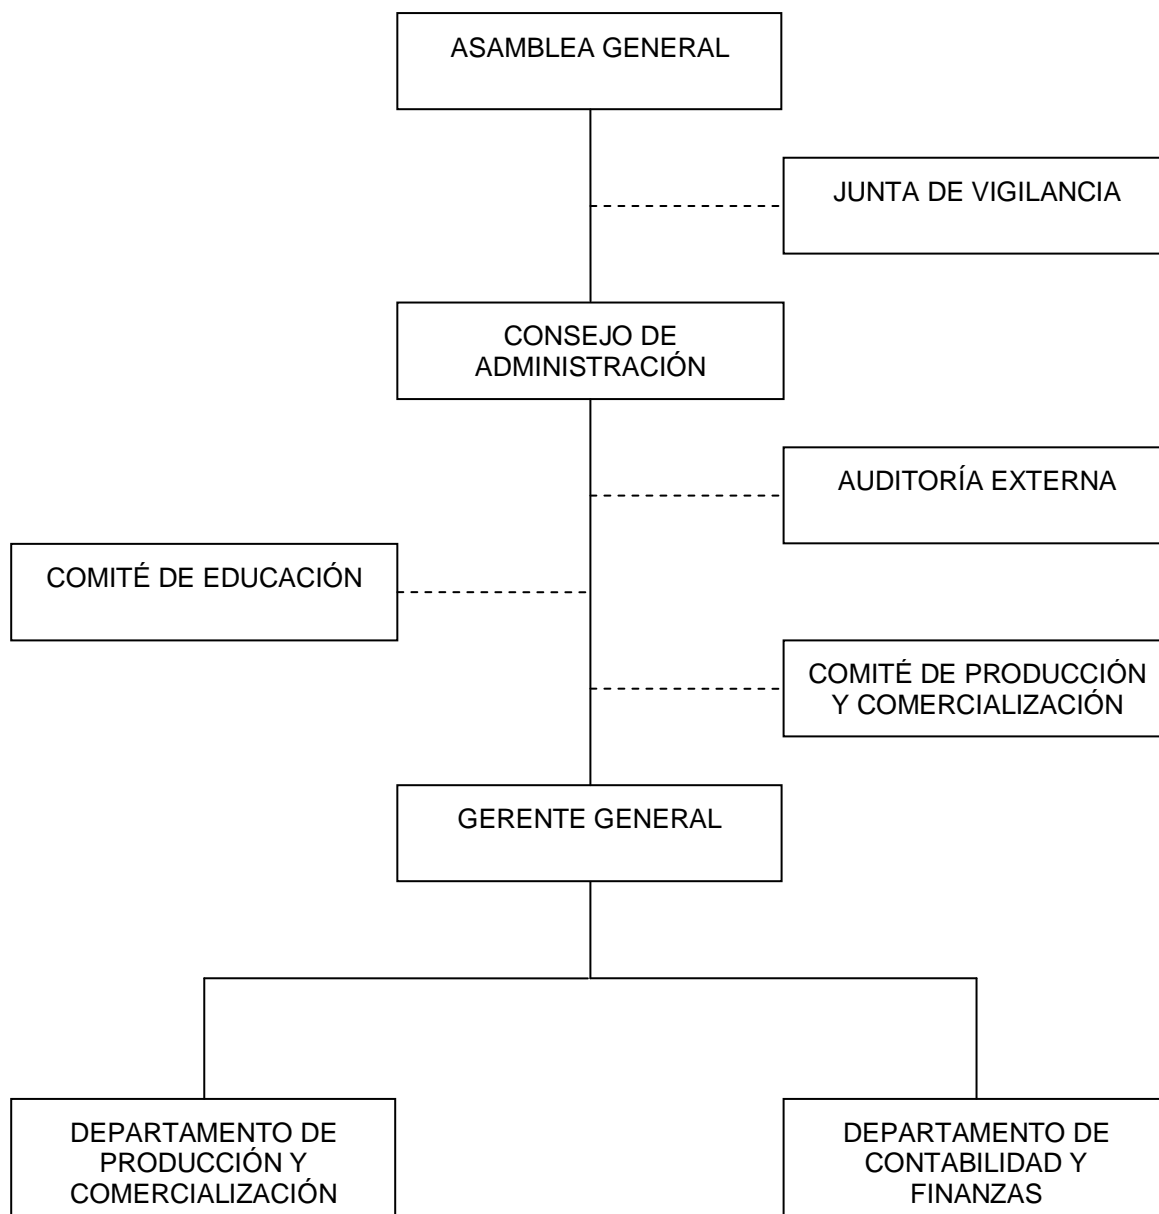 ASAMBLEA GENERAL
JUNTA DE VIGILANCIA
CONSEJO DE
ADMINISTRACIÓN
AUDITORÍA EXTERNA
COMITÉ DE EDUCACIÓN
COMITÉ DE PRODUCCIÓN
Y COMERCIALIZACIÓN
GERENTE GENERAL
DEPARTAMENTO DE
PRODUCCIÓN Y
COMERCIALIZACIÓN
DEPARTAMENTO DE
CONTABILIDAD Y
FINANZAS